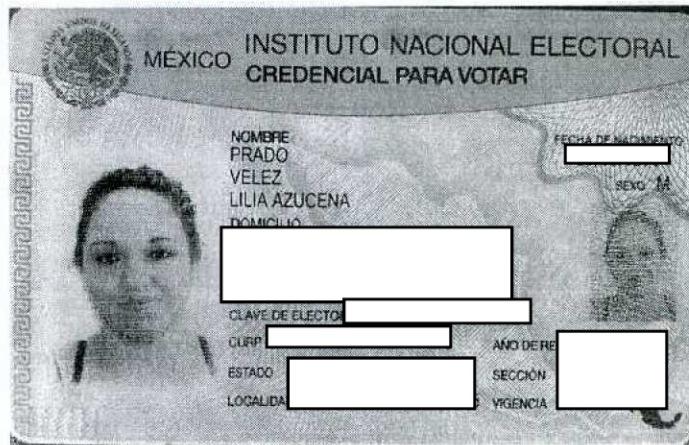 MÉXICO
INSTITUTO NACIONAL ELECTORAL
CREDENCIAL PARA VOTAR
NOMBRE
PRADO
VELEZ
LILIA AZUCENA
FECHA DE NACIMIENTO
SEXO M
DOMICILIO
CLAVE DE ELECTO
CURP
AÑO DE RE
ESTADO
SECCIÓN
LOCALIDA
VIGENCIA